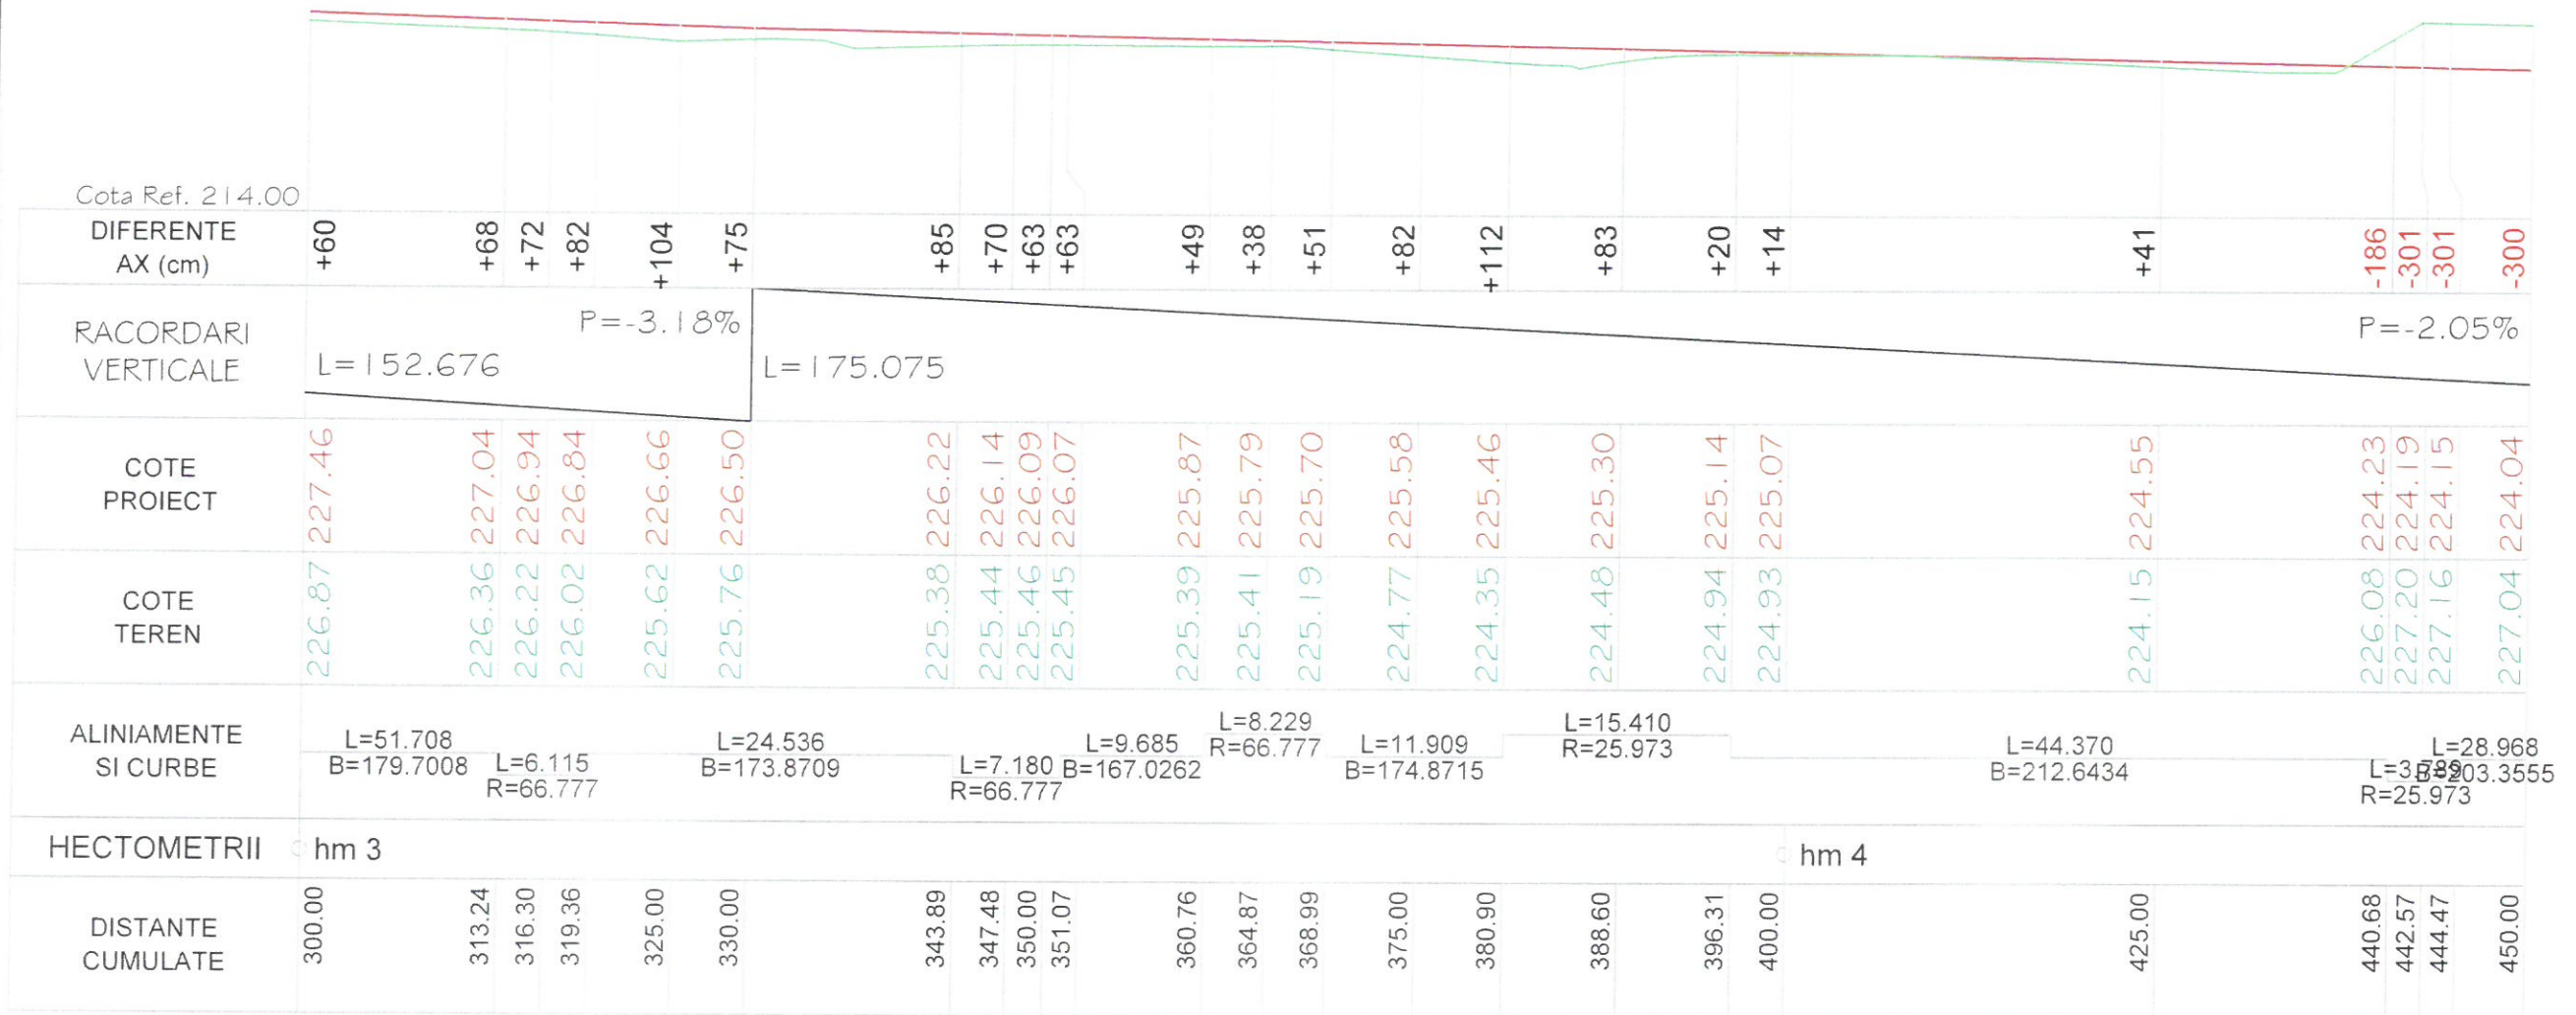 Cota Ref. 214.00
DIFERENTE
AX (cm)
+60 +68 +72 +82 +104 +75 +85 +70 +63 +63 +49 +38 +51 +82 +112 +83 +20 +14 +41 -186 -301 -301 -300
RACORDARI
VERTICALE
P=-3.18%
L=152.676
L=175.075
P=-2.05%
COTE
PROIECT
227.46 227.04 226.94 226.84 226.66 226.50 226.22 226.14 226.09 226.07 225.87 225.79 225.70 225.58 225.46 225.30 225.14 225.07 224.55 224.23 224.19 224.15 224.04
COTE
TEREN
226.87 226.36 226.22 226.02 225.62 225.76 225.38 225.44 225.46 225.45 225.39 225.41 225.19 224.77 224.35 224.48 224.94 224.93 224.15 226.08 227.20 227.16 227.04
ALINIAMENTE
SI CURBE
L=51.708
B=179.7008
L=6.115
R=66.777
L=24.536
B=173.8709
L=7.180
R=66.777
L=9.685
B=167.0262
L=8.229
R=66.777
L=11.909
B=174.8715
L=15.410
R=25.973
L=44.370
B=212.6434
L=3.789
R=25.973
L=28.968
B=203.3555
HECTOMETRII
hm 3
hm 4
DISTANTE
CUMULATE
300.00 313.24 316.30 319.36 325.00 330.00 343.89 347.48 350.00 351.07 360.76 364.87 368.99 375.00 380.90 388.60 396.31 400.00 425.00 440.68 442.57 444.47 450.00